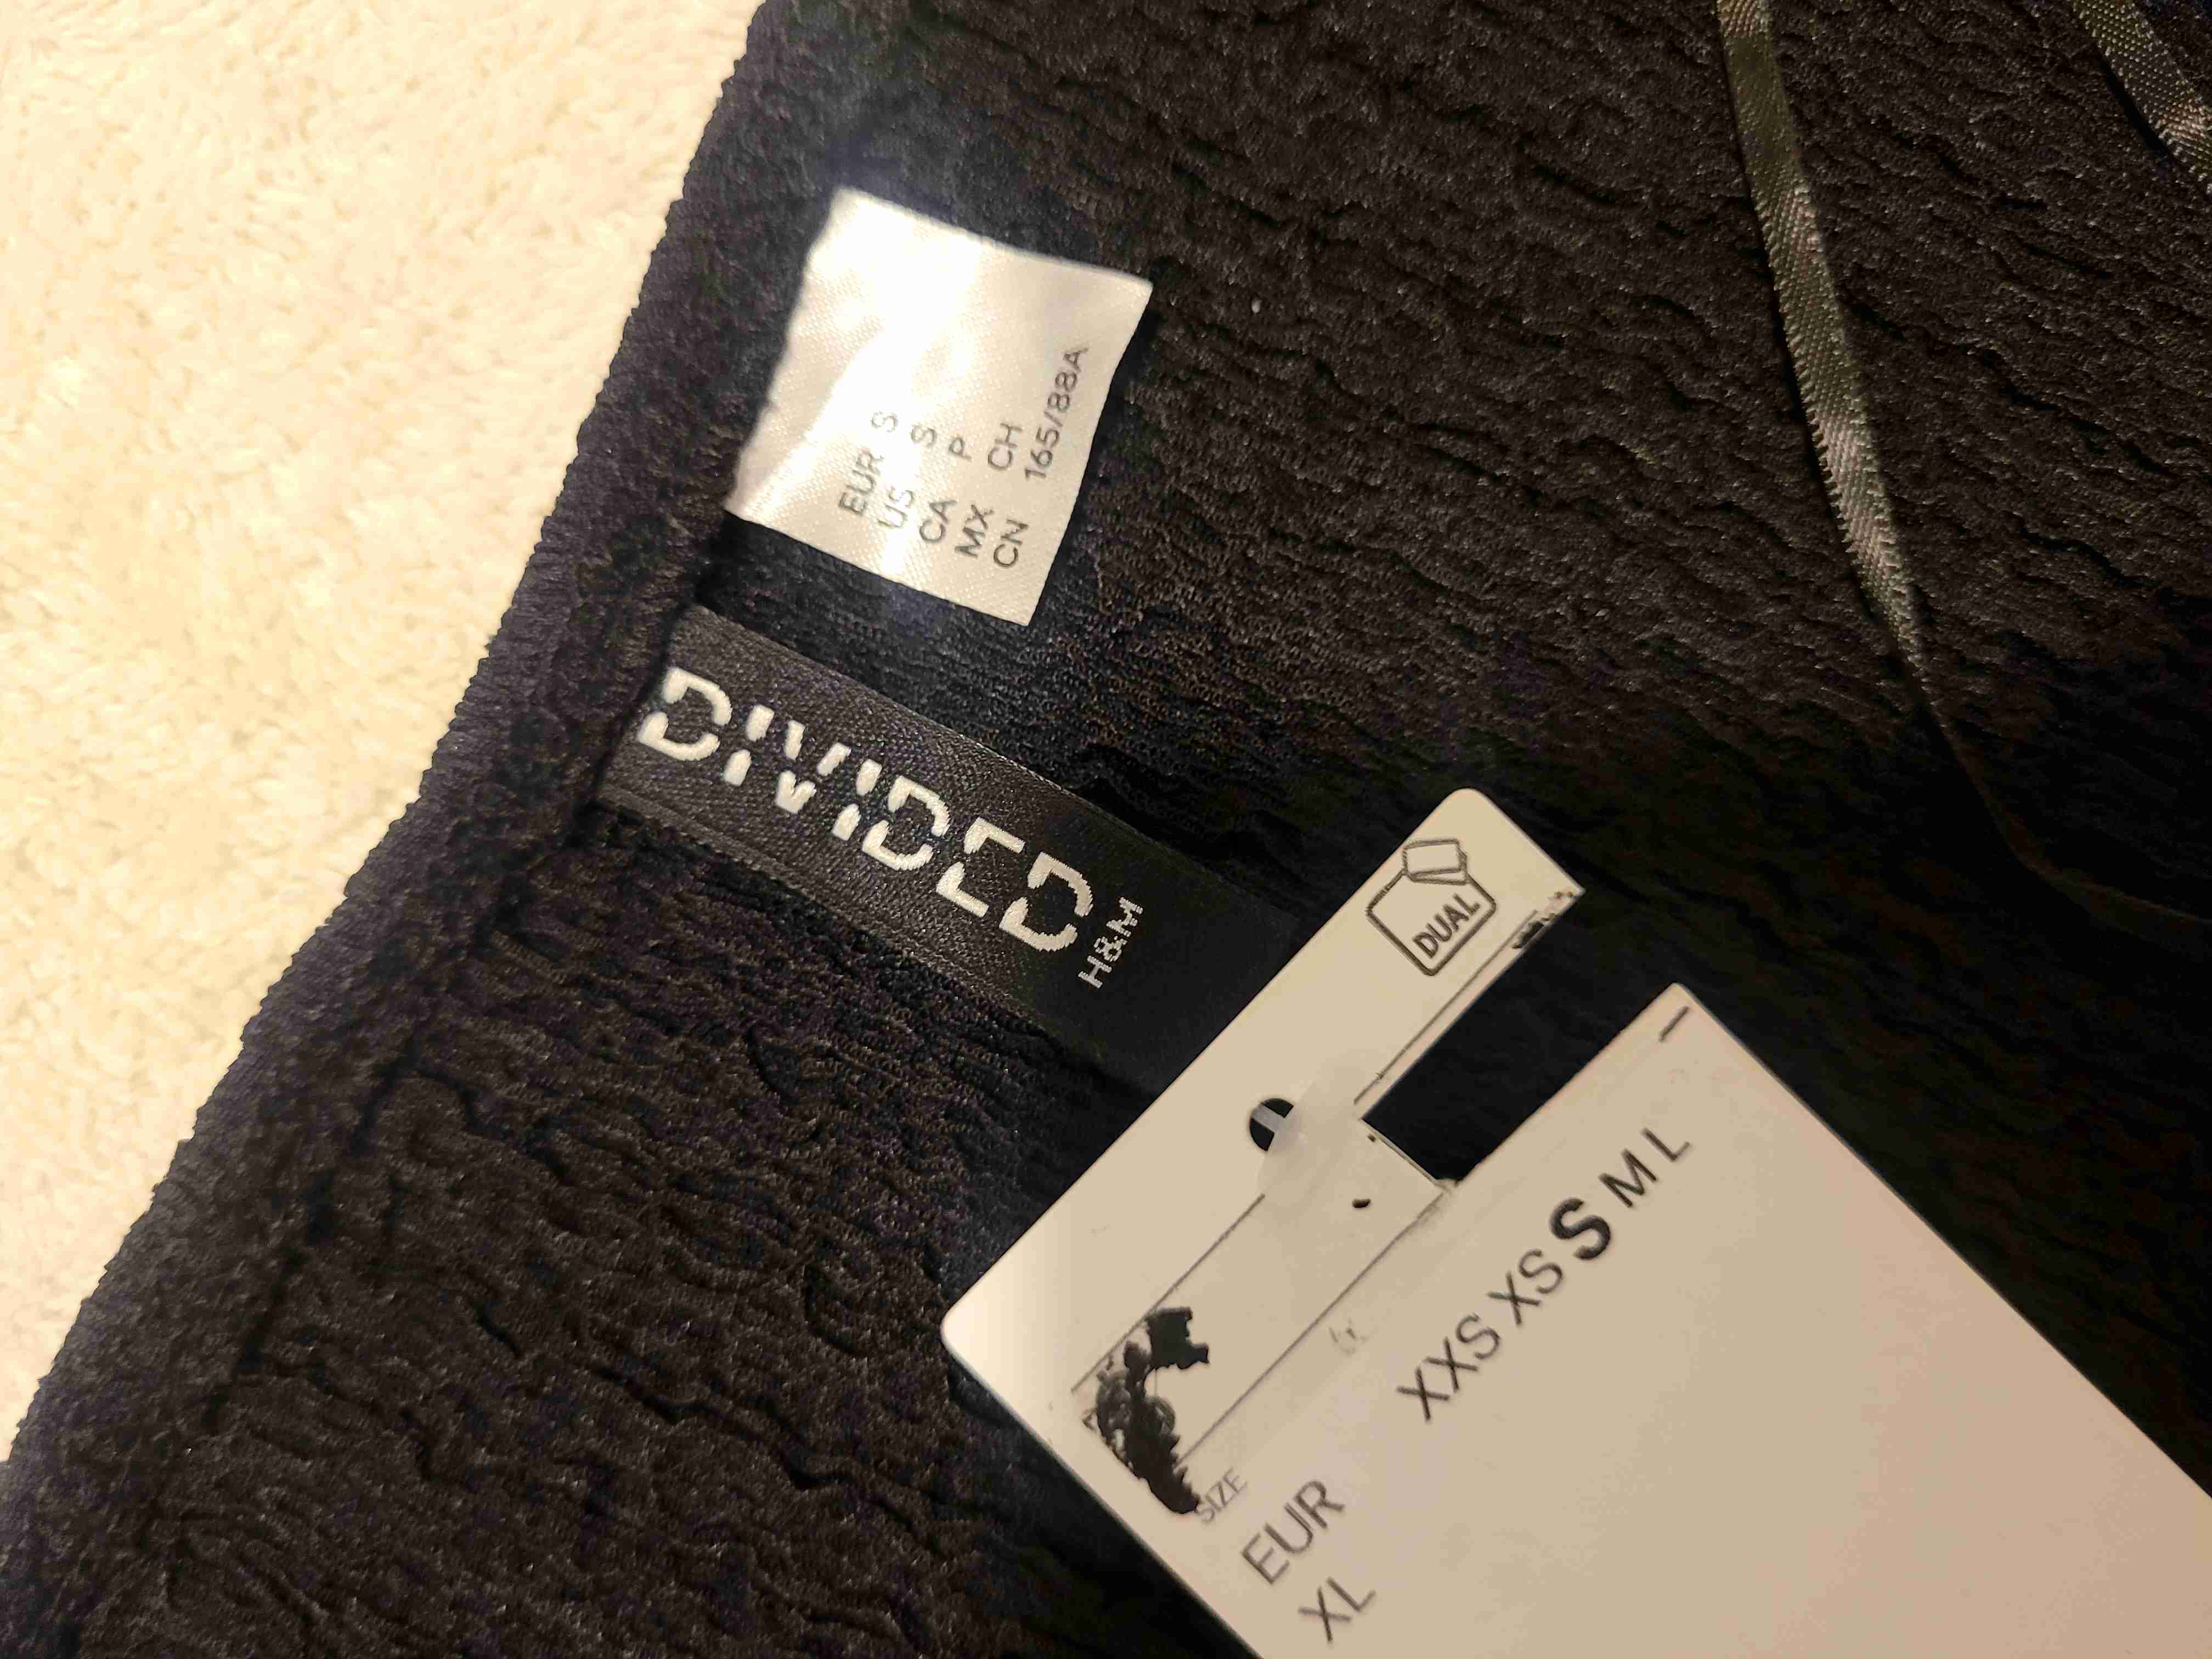 EUR S
US S
CA P
MX CH
CN 165/88A
DIVIDED
H&M
DUAL
SIZE
EUR XXS XS S M L
XL